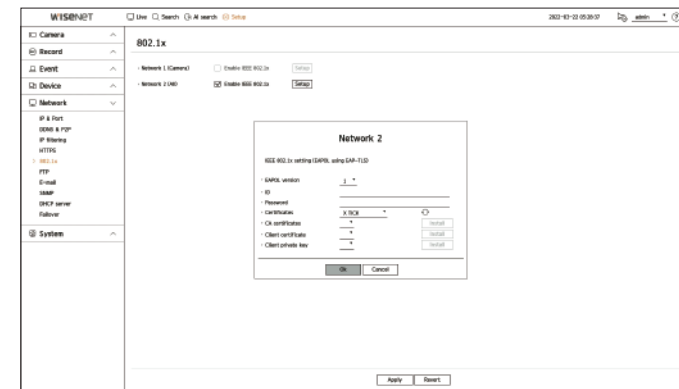 WISENET
Live Search AI search Setup 2022-02-22 05:28:07 admin
Camera
Record
Event
Device
Network
IP & Port
DDNS & P2P
IP filtering
HTTPS
802.1x
FTP
E-mail
SNMP
DHCP server
Failover
System
802.1x
Network 1 (Camera) Enable IEEE 802.1x Setup
Network 2 (All) Enable IEEE 802.1x Setup
Network 2
IEEE 802.1x setting (EAPOL using EAP-TLS)
EAPOL version 1
ID
Password
Certificates
CA certificates Install
Client certificate Install
Client private key Install
Ok Cancel
Apply Revert